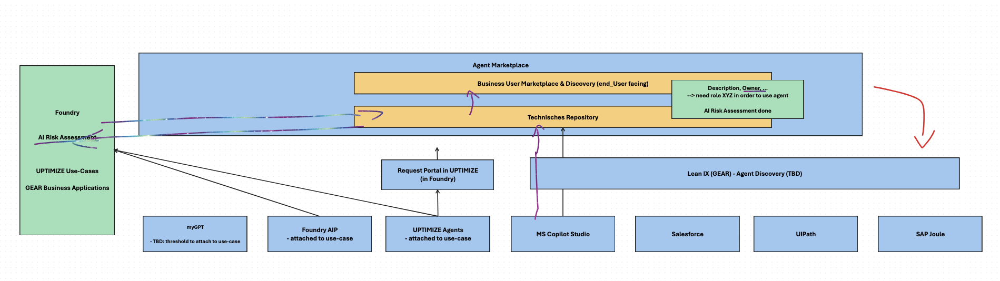 Agent Marketplace
Business User Marketplace & Discovery (end_User facing)
Description, Owner, ...
--> need role XYZ in order to use agent
AI Risk Assessment done
Technisches Repository
Foundry
AI Risk Assessment
UPTIMIZE Use-Cases
GEAR Business Applications
Request Portal in UPTIMIZE
(in Foundry)
Lean IX (GEAR) - Agent Discovery (TBD)
myGPT
- TBD: threshold to attach to use-case
Foundry AIP
- attached to use-case
UPTIMIZE Agents
- attached to use-case
MS Copilot Studio
Salesforce
UIPath
SAP Joule